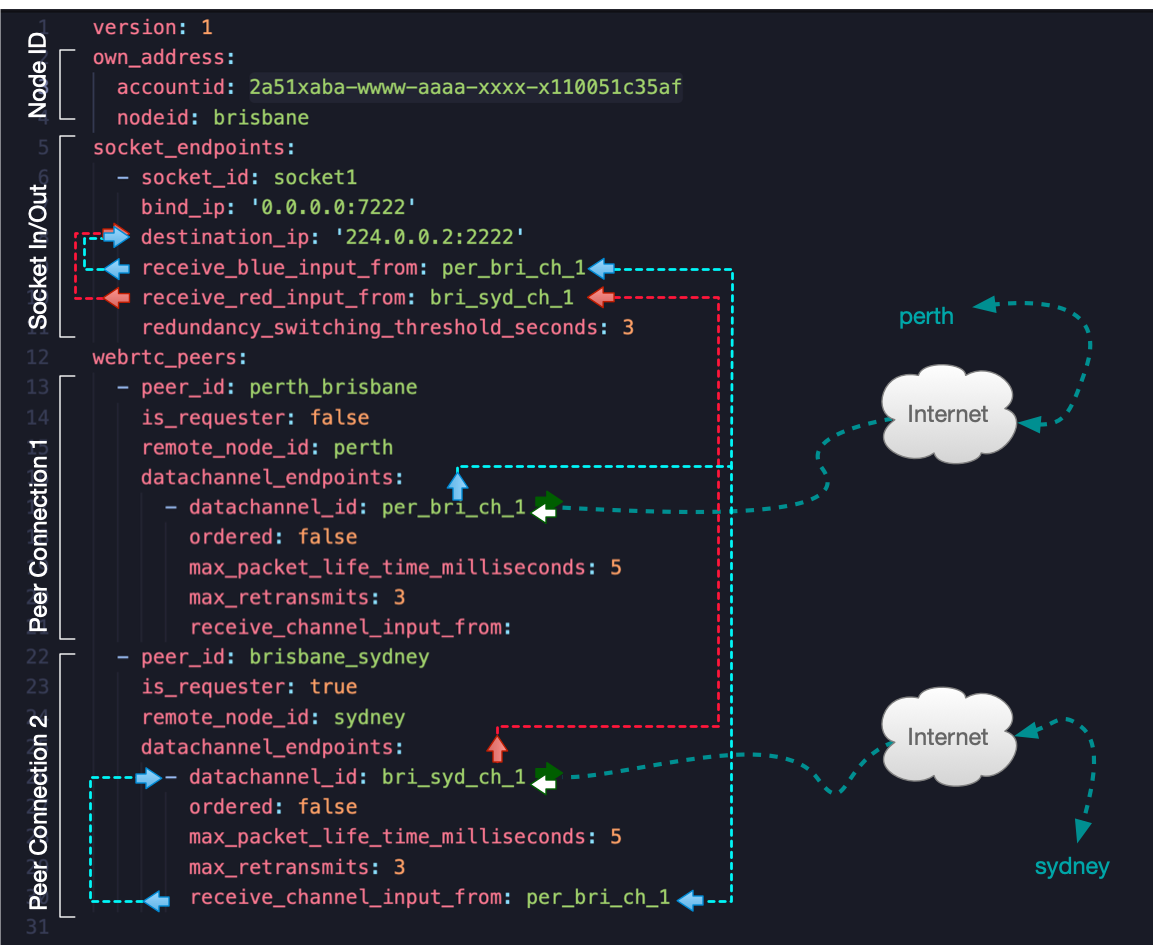 Node ID
1 version: 1
own_address:
accountid: 2a51xaba-wwww-aaaa-xxxx-x110051c35af
nodeid: brisbane
Socket In/Out
5 socket_endpoints:
6 - socket_id: socket1
bind_ip: '0.0.0.0:7222'
destination_ip: '224.0.0.2:2222'
receive_blue_input_from: per_bri_ch_1
receive_red_input_from: bri_syd_ch_1
redundancy_switching_threshold_seconds: 3
12 webrtc_peers:
Peer Connection 1
13 - peer_id: perth_brisbane
14 is_requester: false
remote_node_id: perth
datachannel_endpoints:
- datachannel_id: per_bri_ch_1
ordered: false
max_packet_life_time_milliseconds: 5
max_retransmits: 3
receive_channel_input_from:
Peer Connection 2
22 - peer_id: brisbane_sydney
23 is_requester: true
remote_node_id: sydney
datachannel_endpoints:
- datachannel_id: bri_syd_ch_1
ordered: false
max_packet_life_time_milliseconds: 5
max_retransmits: 3
receive_channel_input_from: per_bri_ch_1
31
perth
Internet
Internet
sydney